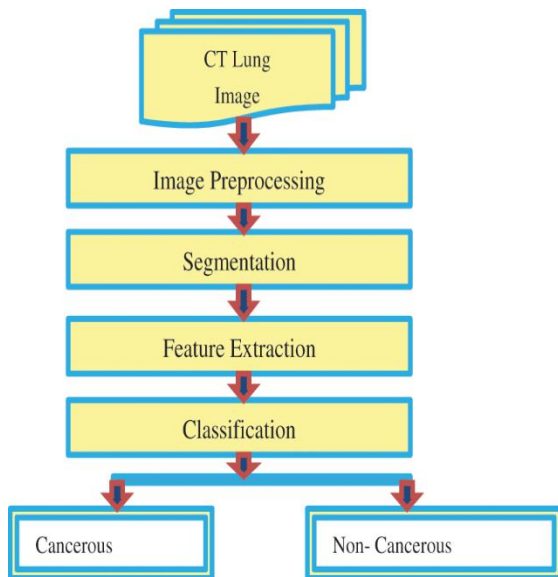 CT Lung
Image
Image Preprocessing
Segmentation
Feature Extraction
Classification
Cancerous
Non- Cancerous